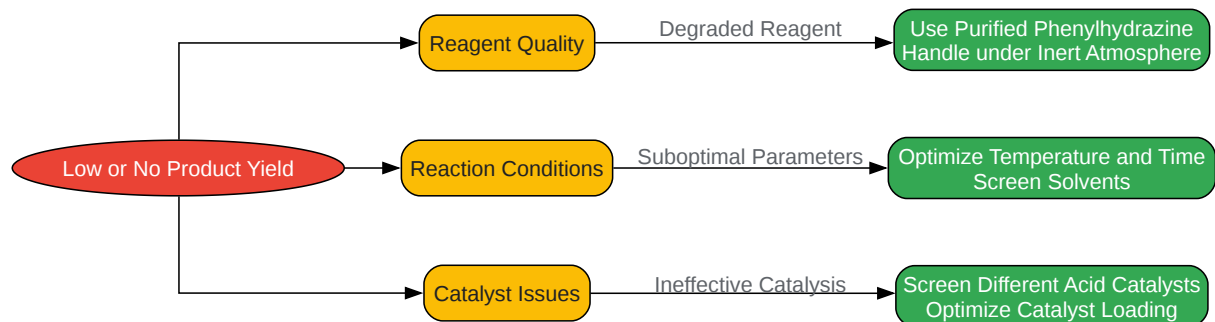 Reagent Quality
Degraded Reagent
Use Purified Phenylhydrazine
Handle under Inert Atmosphere
Low or No Product Yield
Reaction Conditions
Suboptimal Parameters
Optimize Temperature and Time
Screen Solvents
Catalyst Issues
Ineffective Catalysis
Screen Different Acid Catalysts
Optimize Catalyst Loading